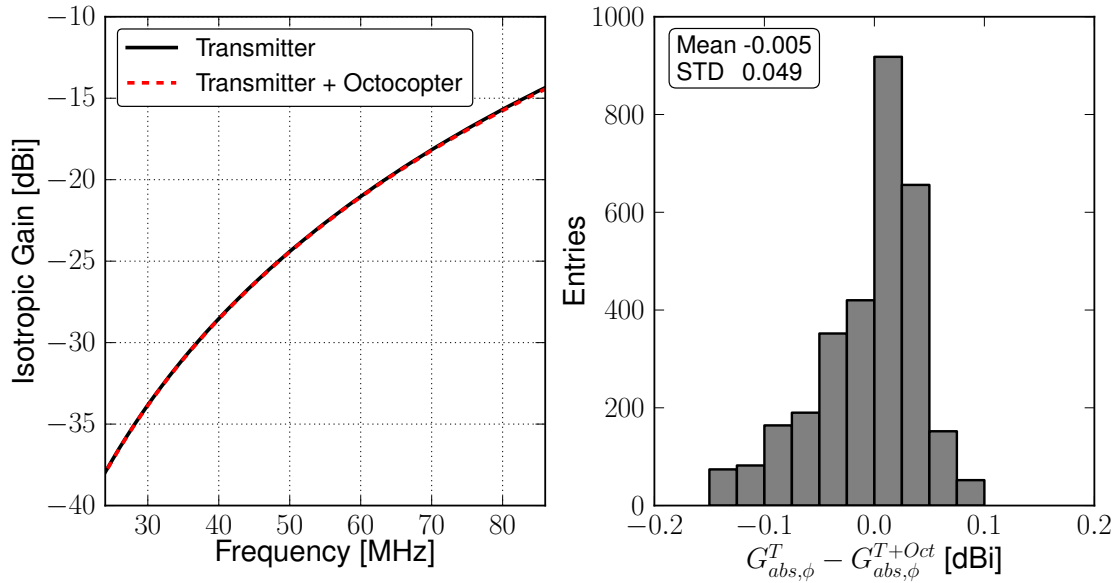 Isotropic Gain [dBi]
−10
−15
−20
−25
−30
−35
−40
Transmitter
Transmitter + Octocopter
30 40 50 60 70 80
Frequency [MHz]
Entries
1000
800
600
400
200
0
Mean -0.005
STD 0.049
−0.2 −0.1 0.0 0.1 0.2
G^{T}_{abs,ϕ} − G^{T+Oct}_{abs,ϕ} [dBi]